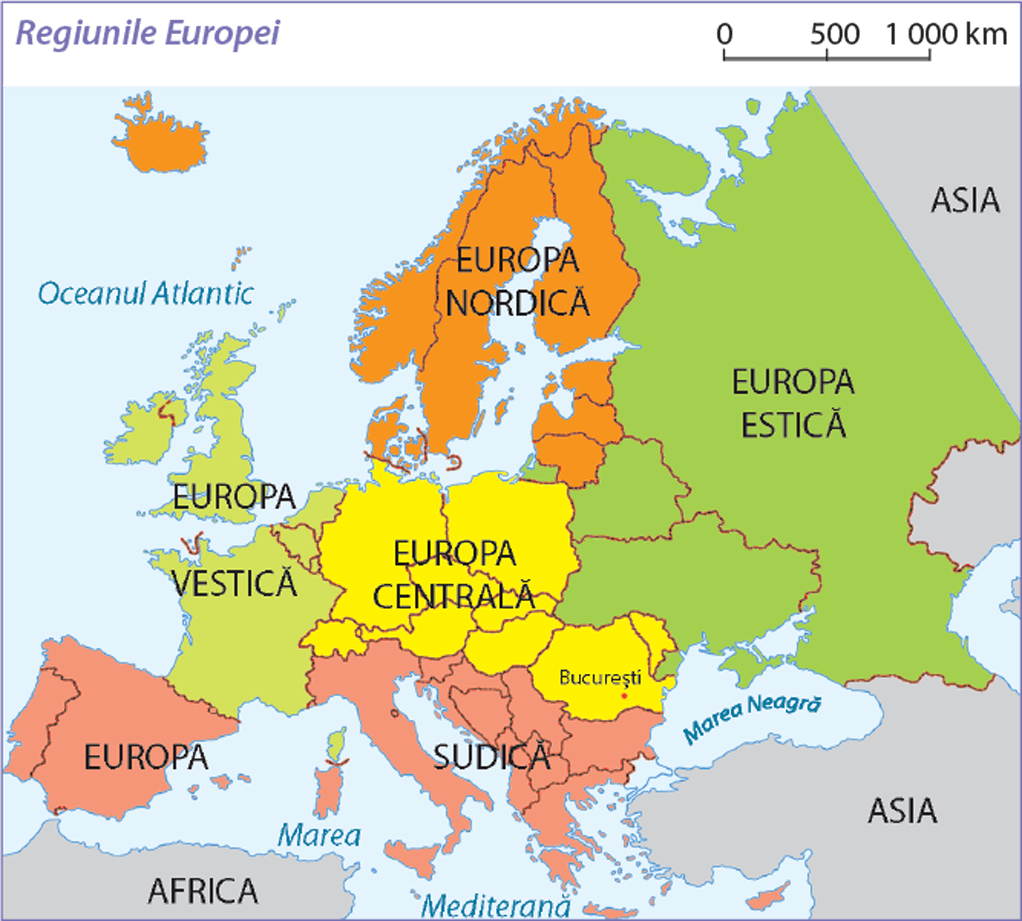 Regiunile Europei
0 500 1 000 km
ASIA
EUROPA
NORDICĂ
Oceanul Atlantic
EUROPA
ESTICĂ
EUROPA
VESTICĂ
EUROPA
CENTRALĂ
Bucureşti
Marea Neagră
EUROPA SUDICĂ
ASIA
Marea
Mediterană
AFRICA